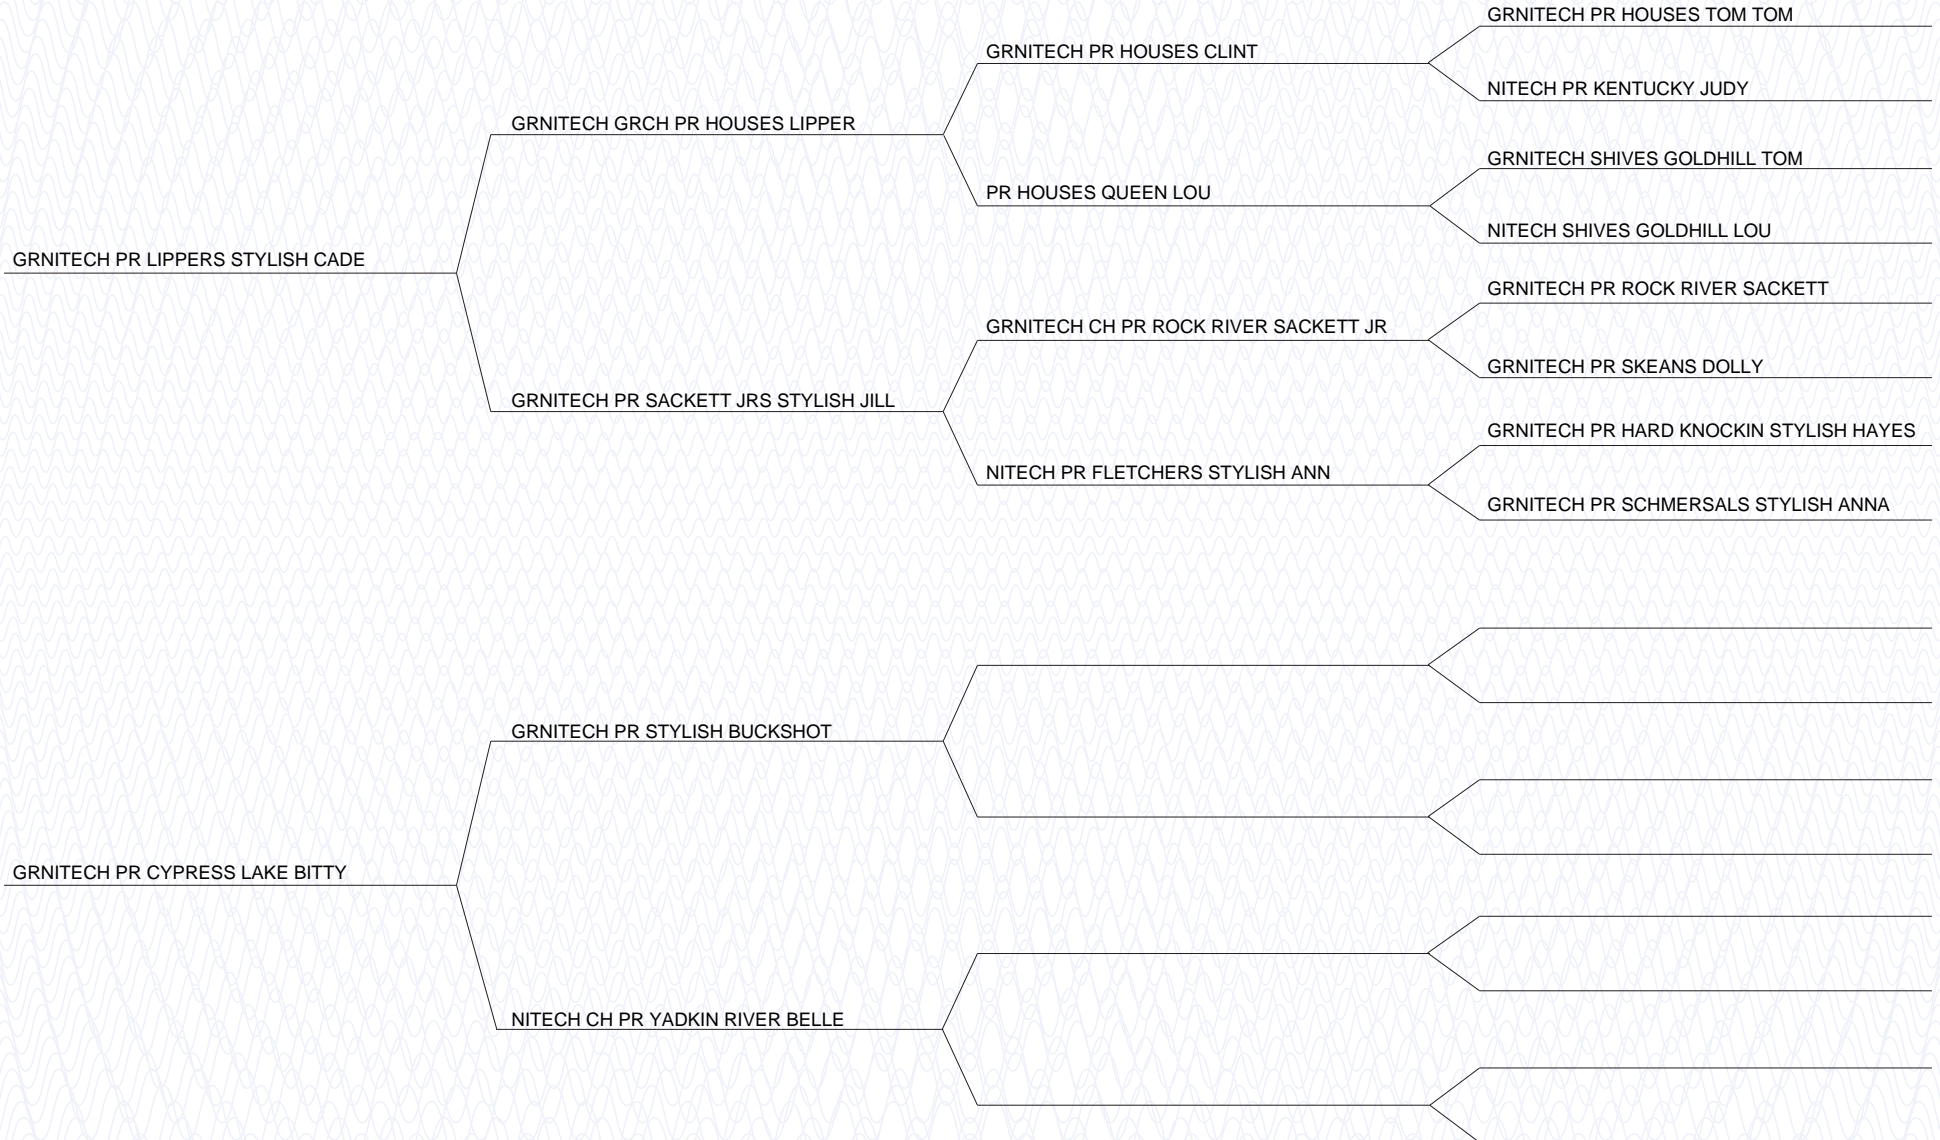 GRNITECH PR HOUSES TOM TOM
GRNITECH PR HOUSES CLINT
NITECH PR KENTUCKY JUDY
GRNITECH GRCH PR HOUSES LIPPER
GRNITECH SHIVES GOLDHILL TOM
PR HOUSES QUEEN LOU
NITECH SHIVES GOLDHILL LOU
GRNITECH PR LIPPERS STYLISH CADE
GRNITECH PR ROCK RIVER SACKETT
GRNITECH CH PR ROCK RIVER SACKETT JR
GRNITECH PR SKEANS DOLLY
GRNITECH PR SACKETT JRS STYLISH JILL
GRNITECH PR HARD KNOCKIN STYLISH HAYES
NITECH PR FLETCHERS STYLISH ANN
GRNITECH PR SCHMERSALS STYLISH ANNA
GRNITECH PR STYLISH BUCKSHOT
GRNITECH PR CYPRESS LAKE BITTY
NITECH CH PR YADKIN RIVER BELLE